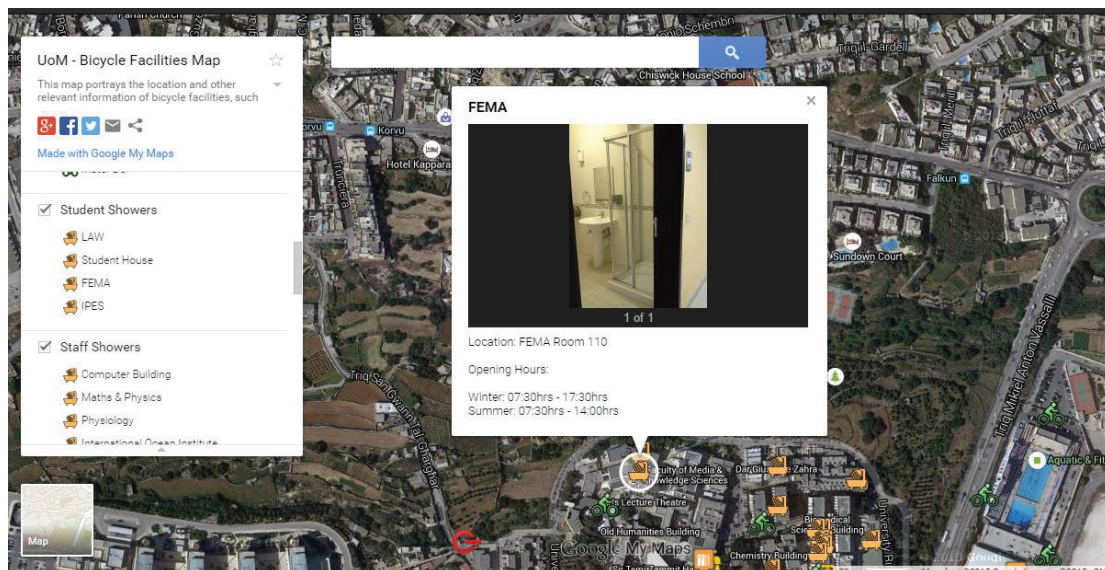 UoM - Bicycle Facilities Map
This map portrays the location and other
relevant information of bicycle facilities, such
Made with Google My Maps
Student Showers
LAW
Student House
FEMA
IPES
Staff Showers
Computer Building
Maths & Physics
Physiology
International Ocean Institute
Map
FEMA
1 of 1
Location: FEMA Room 110
Opening Hours:
Winter: 07:30hrs - 17:30hrs
Summer: 07:30hrs - 14:00hrs
Triq il-Gardell
Chiswick House School
Korvu
Hotel Kappara
Falkun
Sundown Court
Triq Mikiel Anton Vassalli
Aquatic & Fit
Faculty of Media &
Knowledge Sciences
Lecture Theatre
Old Humanities Building
Chemistry Building
Google My Maps